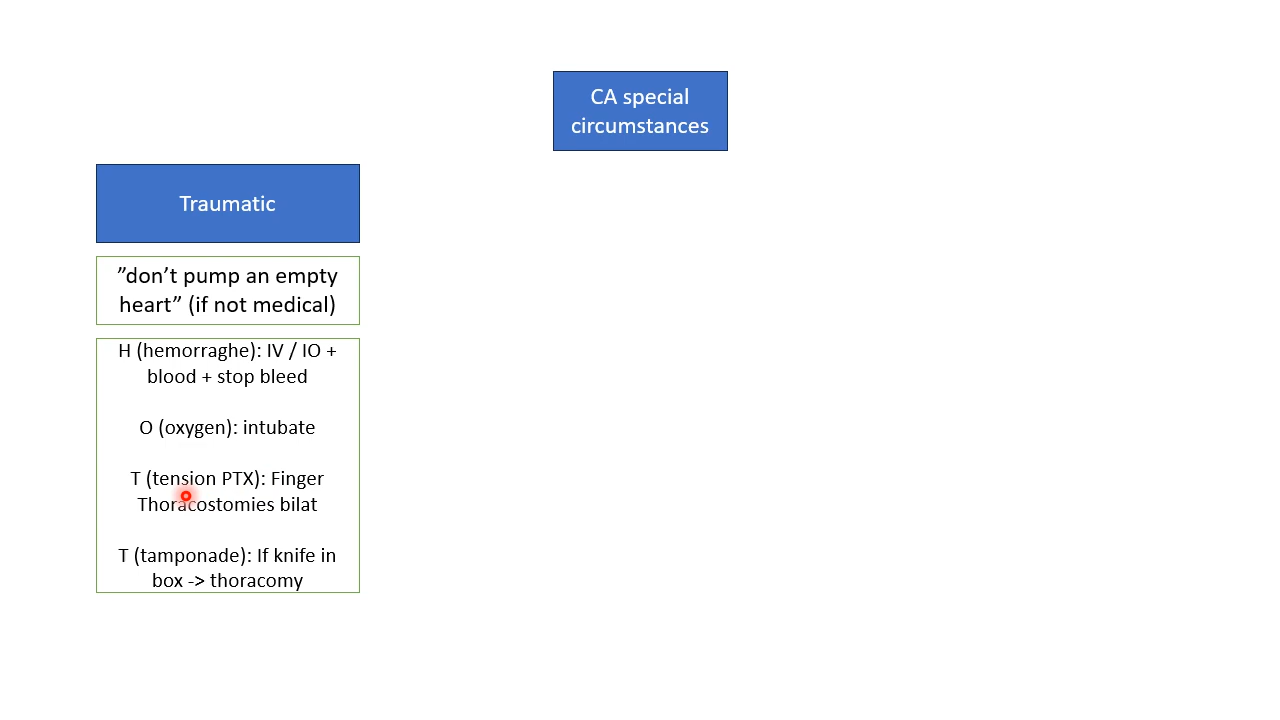 CA special
circumstances
Traumatic
”don’t pump an empty
heart” (if not medical)
H (hemorraghe): IV / IO +
blood + stop bleed
O (oxygen): intubate
T (tension PTX): Finger
Thoracostomies bilat
T (tamponade): If knife in
box -> thoracomy